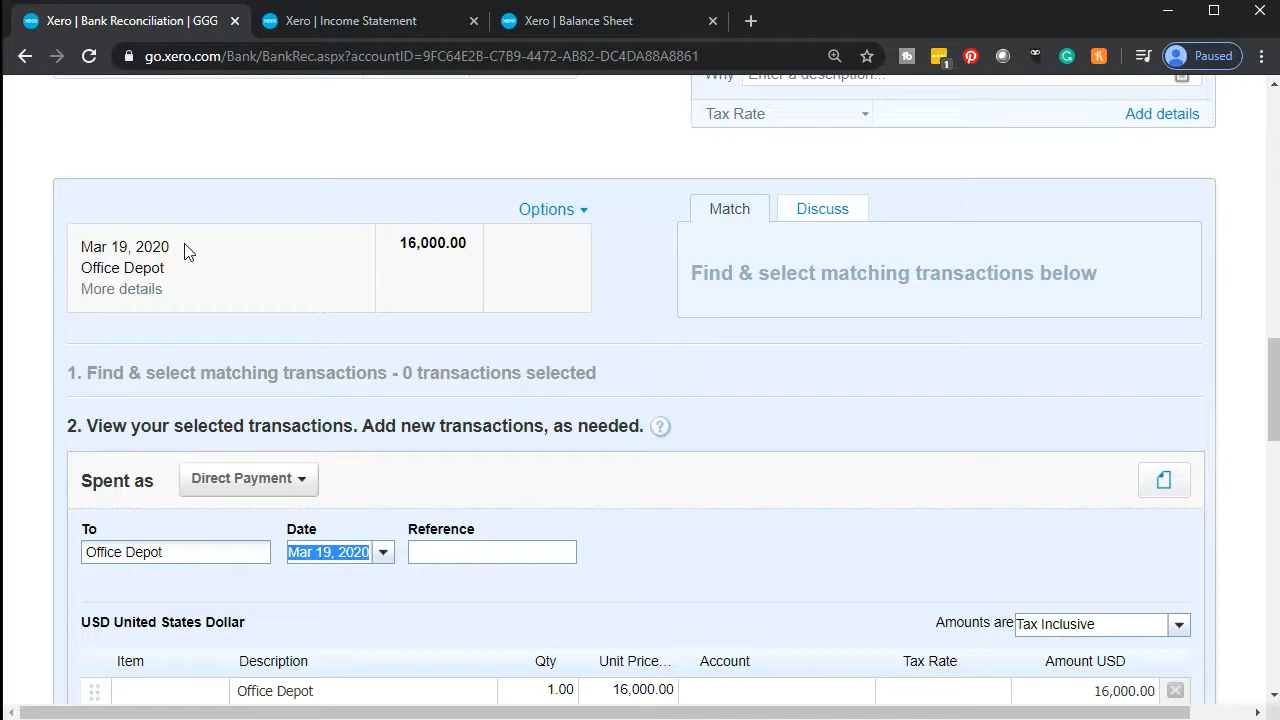 Xero | Bank Reconciliation | GGG
Xero | Income Statement
Xero | Balance Sheet
go.xero.com/Bank/BankRec.aspx?accountID=9FC64E2B-C7B9-4472-AB82-DC4DA88A8861
1
Paused
Why Enter a description...
Tax Rate
Add details
Options
Match
Discuss
Mar 19, 2020
16,000.00
Office Depot
More details
Find & select matching transactions below
1. Find & select matching transactions - 0 transactions selected
2. View your selected transactions. Add new transactions, as needed. ?
Spent as Direct Payment
To Date Reference
Office Depot Mar 19, 2020
USD United States Dollar Amounts are Tax Inclusive
Item Description Qty Unit Price... Account Tax Rate Amount USD
Office Depot 1.00 16,000.00 16,000.00